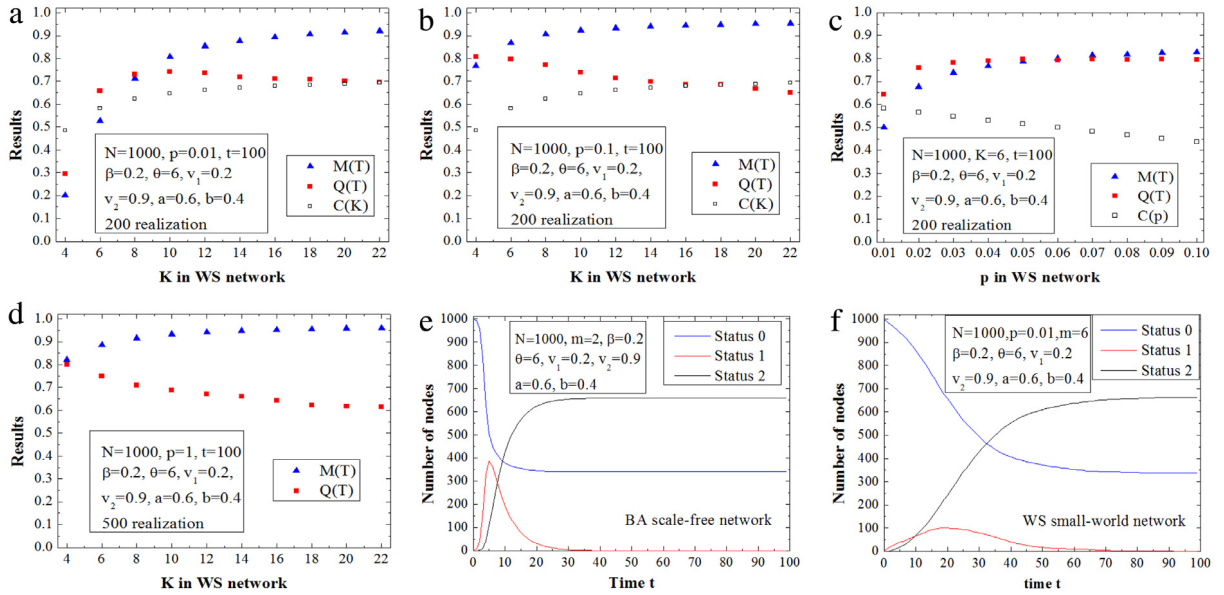 a
Results
1.0
0.9
0.8
0.7
0.6
0.5
0.4
0.3
0.2
0.1
0.0
N=1000, p=0.01, t=100
β=0.2, θ=6, v1=0.2
v2=0.9, a=0.6, b=0.4
200 realization
M(T)
Q(T)
C(K)
4 6 8 10 12 14 16 18 20 22
K in WS network
b
Results
1.0
0.9
0.8
0.7
0.6
0.5
0.4
0.3
0.2
0.1
0.0
N=1000, p=0.1, t=100
β=0.2, θ=6, v1=0.2,
v2=0.9, a=0.6, b=0.4
200 realization
M(T)
Q(T)
C(K)
4 6 8 10 12 14 16 18 20 22
K in WS network
c
Results
1.0
0.9
0.8
0.7
0.6
0.5
0.4
0.3
0.2
0.1
0.0
N=1000, K=6, t=100
β=0.2, θ=6, v1=0.2
v2=0.9, a=0.6, b=0.4
200 realization
M(T)
Q(T)
C(p)
0.01 0.02 0.03 0.04 0.05 0.06 0.07 0.08 0.09 0.10
p in WS network
d
Results
1.0
0.9
0.8
0.7
0.6
0.5
0.4
0.3
0.2
0.1
0.0
N=1000, p=1, t=100
β=0.2, θ=6, v1=0.2,
v2=0.9, a=0.6, b=0.4
500 realization
M(T)
Q(T)
4 6 8 10 12 14 16 18 20 22
K in WS network
e
Number of nodes
1000
900
800
700
600
500
400
300
200
100
0
N=1000, m=2, β=0.2
θ=6, v1=0.2, v2=0.9
a=0.6, b=0.4
Status 0
Status 1
Status 2
BA scale-free network
0 10 20 30 40 50 60 70 80 90 100
Time t
f
Number of nodes
1000
900
800
700
600
500
400
300
200
100
0
N=1000,p=0.01,m=6
β=0.2, θ=6, v1=0.2
v2=0.9, a=0.6, b=0.4
Status 0
Status 1
Status 2
WS small-world network
0 10 20 30 40 50 60 70 80 90 100
time t